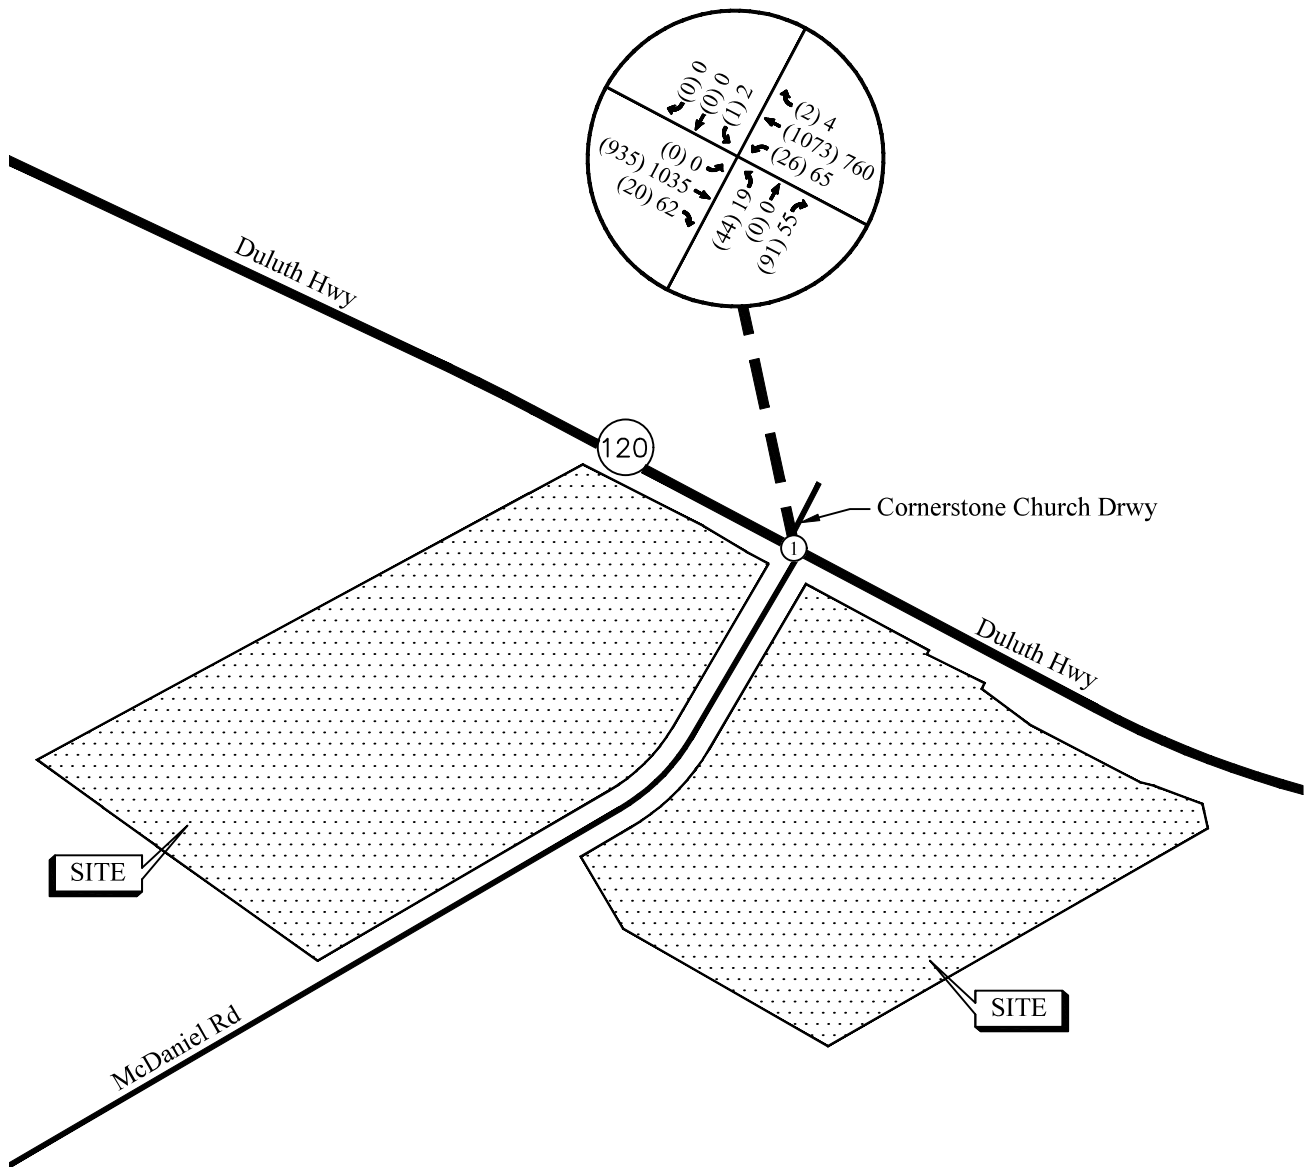 (0) 0
(0) 0
(1) 2
(2) 4
(1073) 760
(26) 65
(0) 0
(935) 1035
(20) 62
(44) 19
(0) 0
(91) 55
Duluth Hwy
120
Cornerstone Church Drwy
1
Duluth Hwy
SITE
SITE
McDaniel Rd